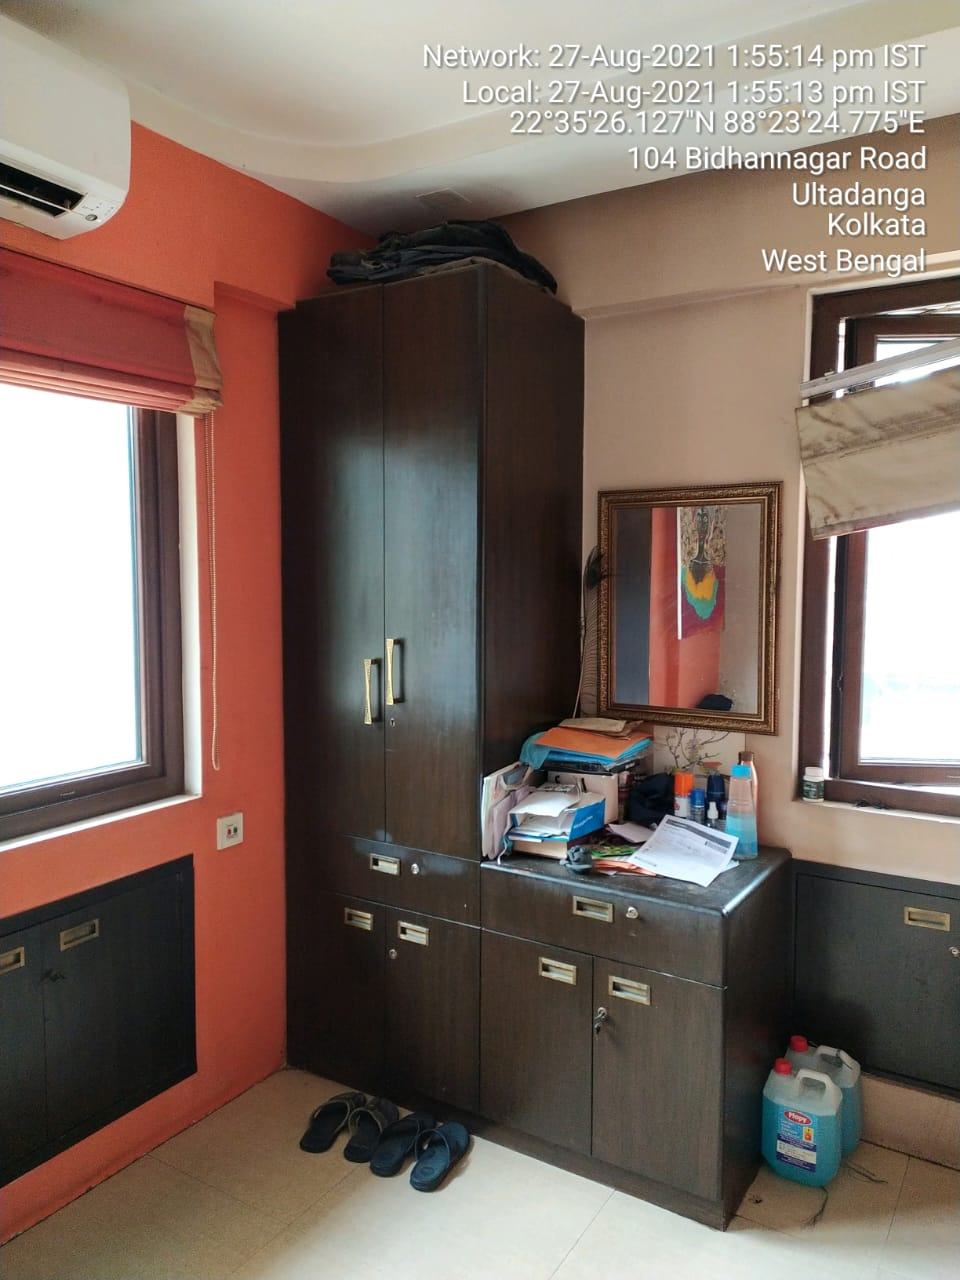 Network: 27-Aug-2021 1:55:14 pm IST
Local: 27-Aug-2021 1:55:13 pm IST
22°35'26.127"N 88°23'24.775"E
104 Bidhannagar Road
Ultadanga
Kolkata
West Bengal